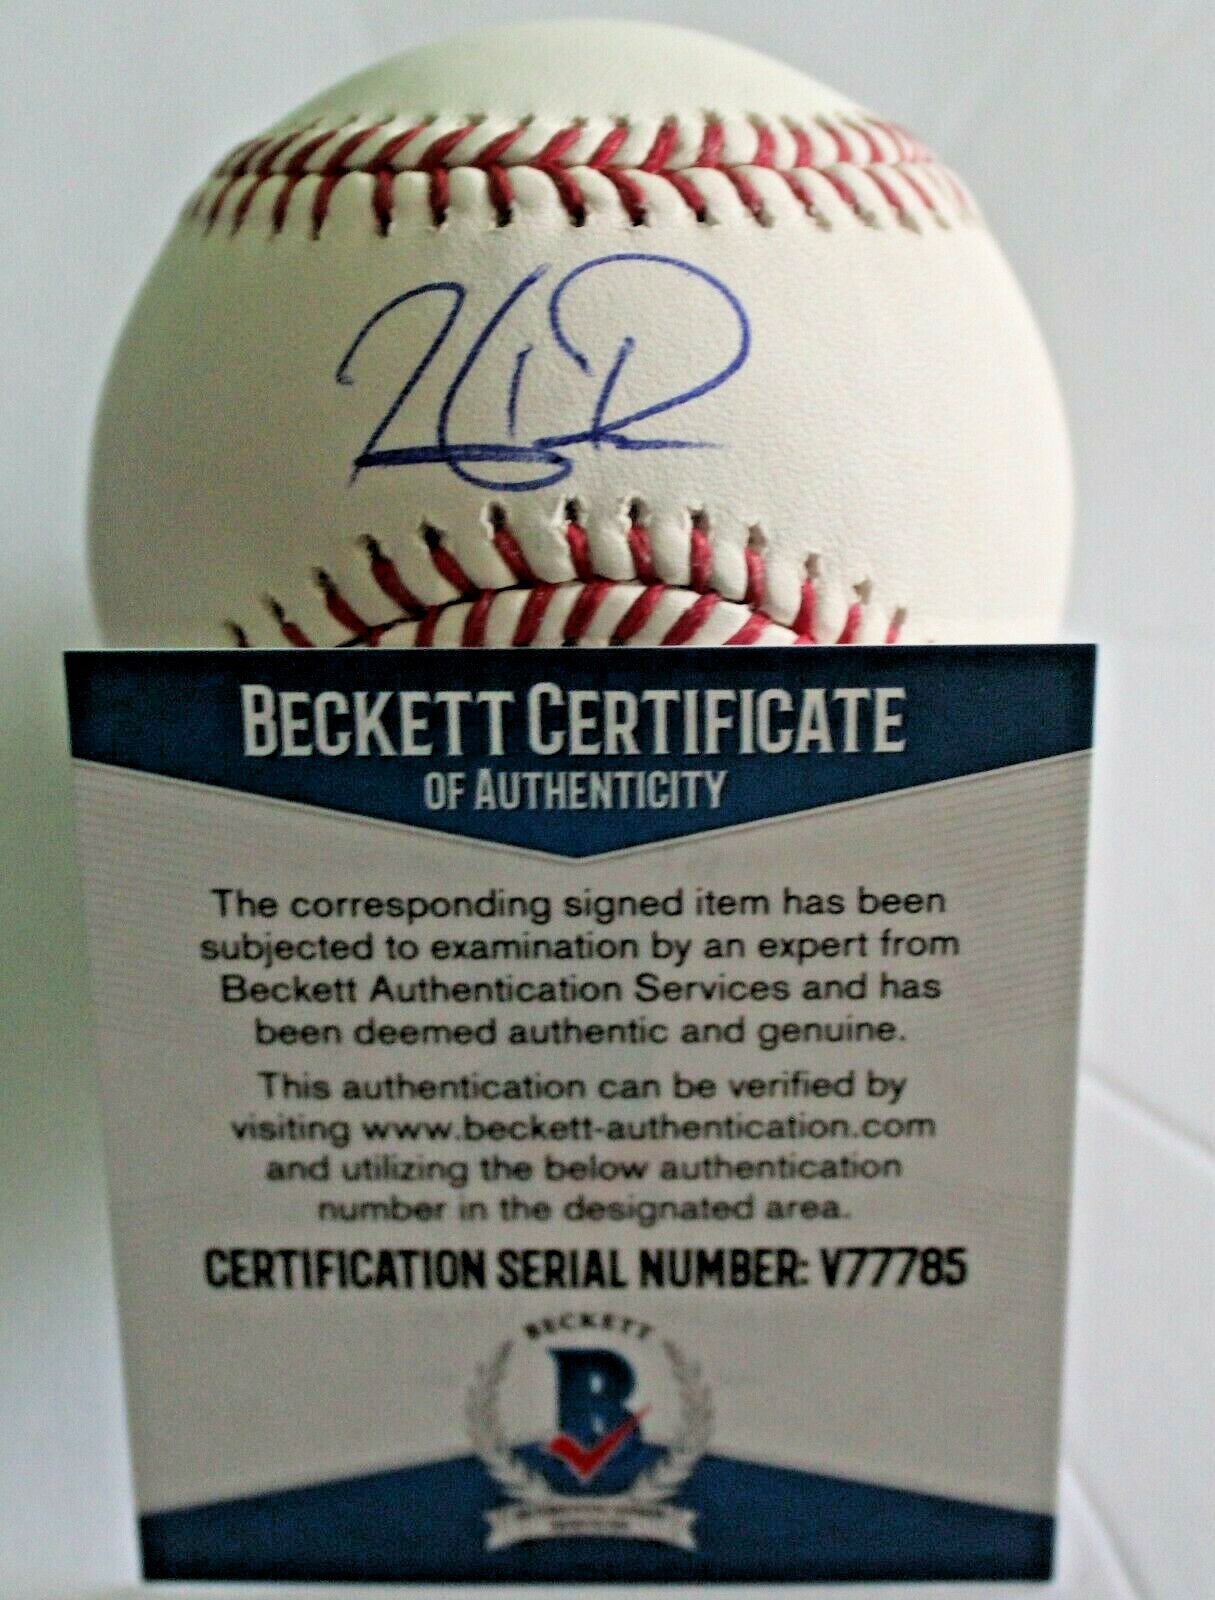 BECKETT CERTIFICATE
OF AUTHENTICITY
The corresponding signed item has been
subjected to examination by an expert from
Beckett Authentication Services and has
been deemed authentic and genuine.
This authentication can be verified by
visiting www.beckett-authentication.com
and utilizing the below authentication
number in the designated area.
CERTIFICATION SERIAL NUMBER: V77785
BECKETT
B